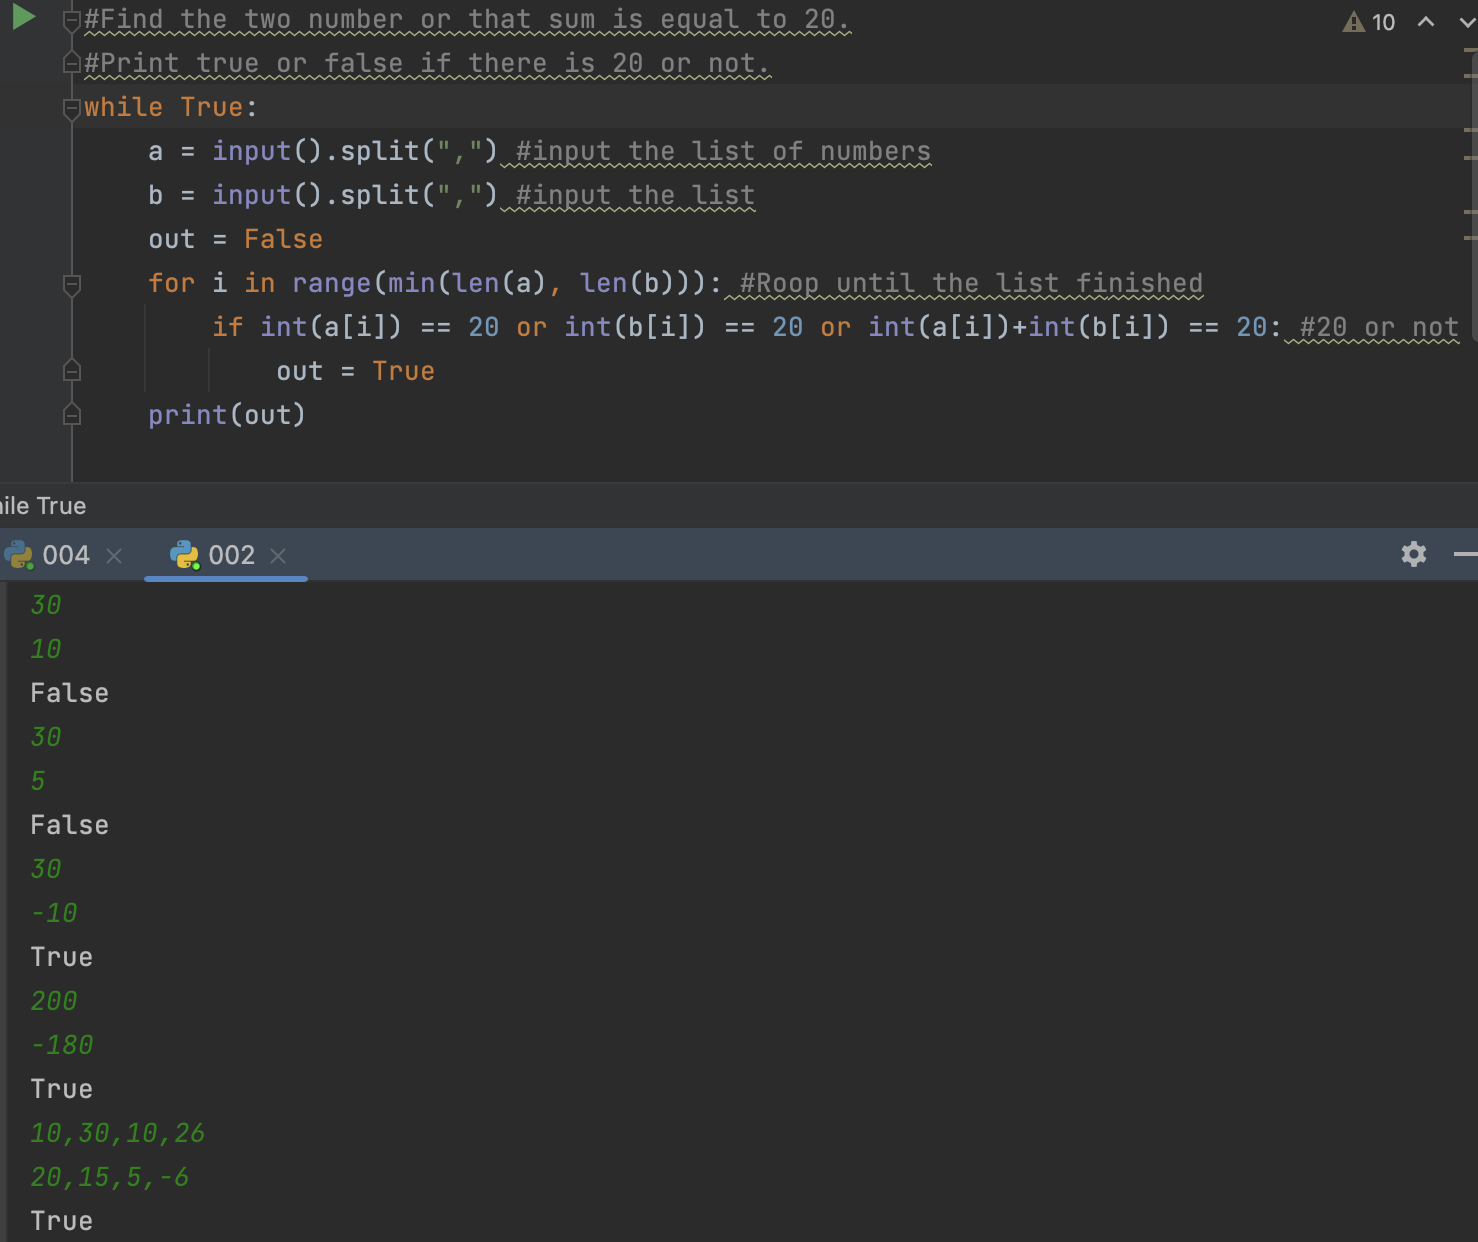 #Find the two number or that sum is equal to 20.
10
#Print true or false if there is 20 or not.
while True:
a = input().split(",") #input the list of numbers
b = input().split(",") #input the list
out = False
for i in range(min(len(a), len(b))): #Roop until the list finished
if int(a[i]) == 20 or int(b[i]) == 20 or int(a[i])+int(b[i]) == 20: #20 or not
out = True
print(out)
ile True
004 002
30
10
False
30
5
False
30
-10
True
200
-180
True
10,30,10,26
20,15,5,-6
True